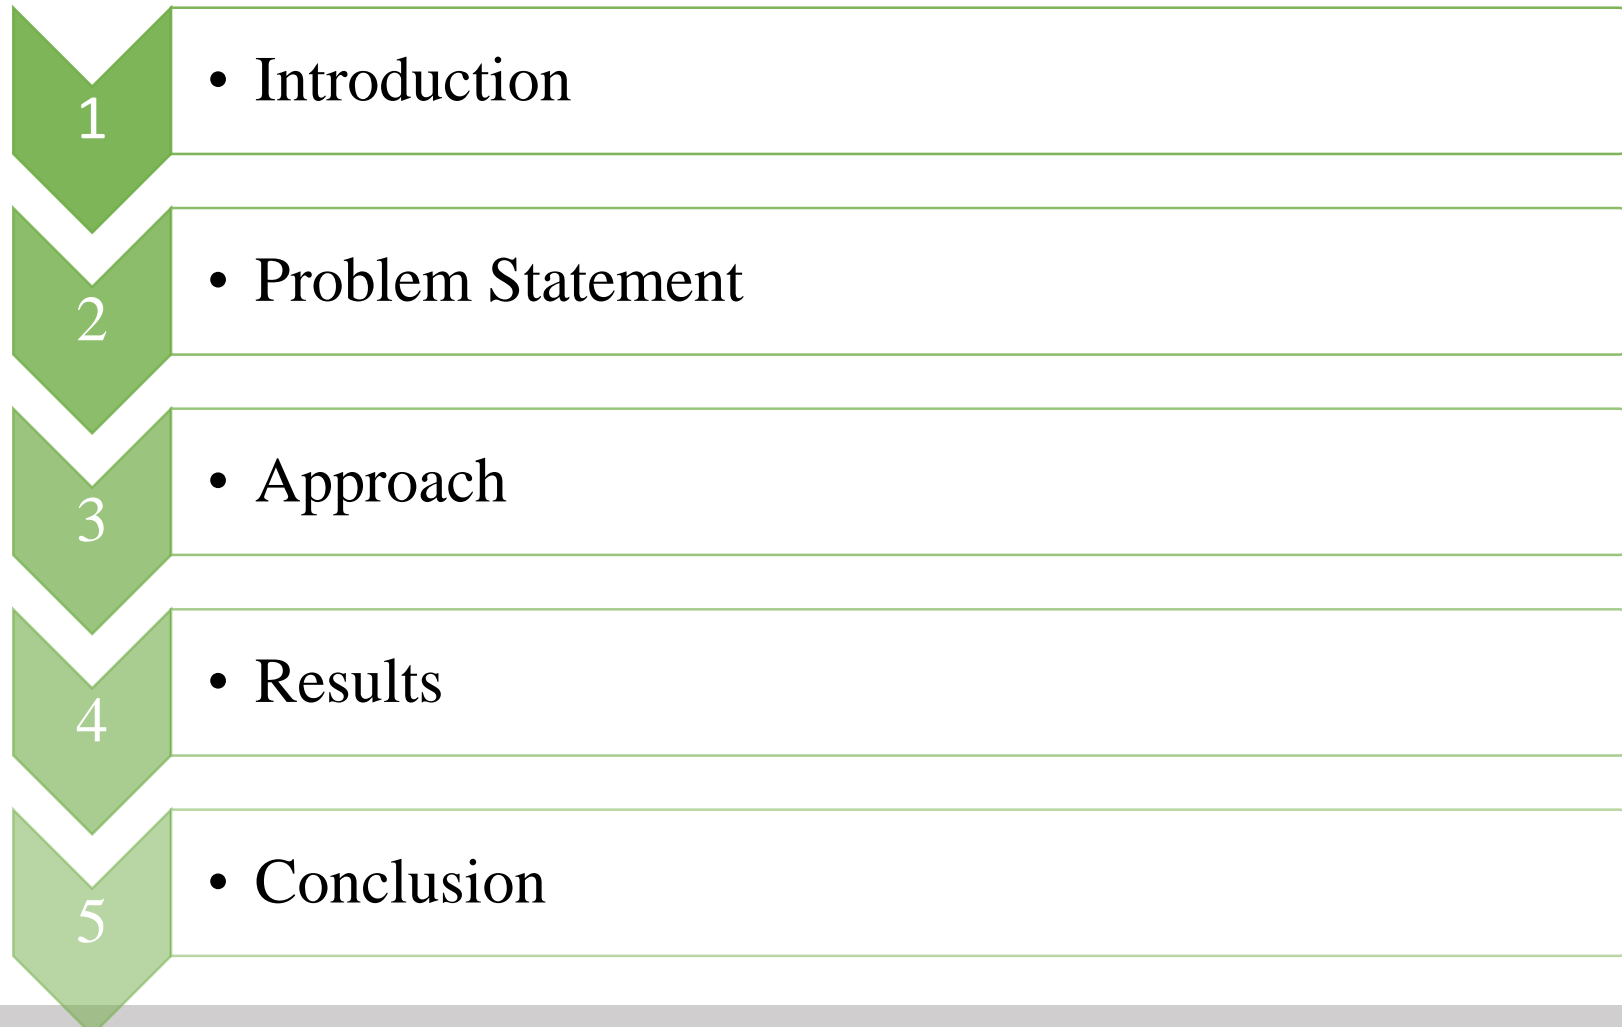 1
• Introduction
2
• Problem Statement
3
• Approach
4
• Results
5
• Conclusion